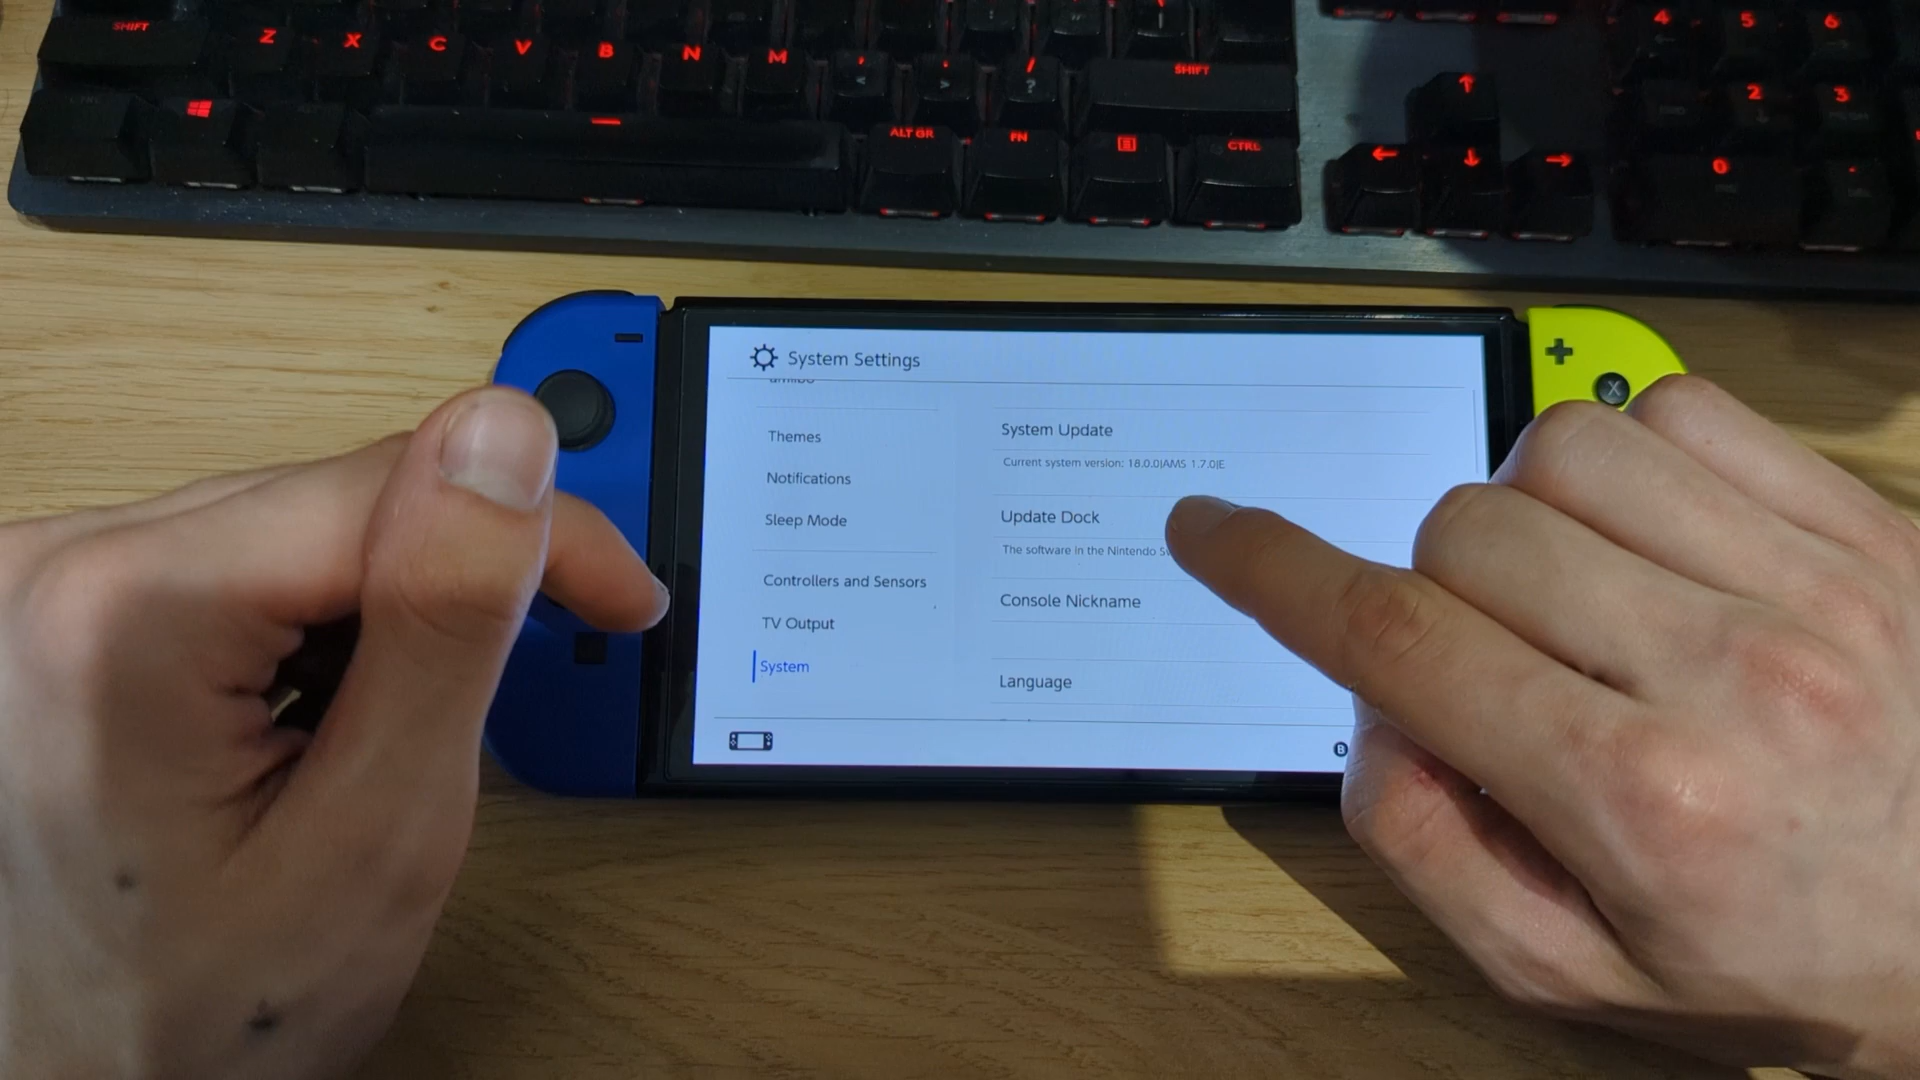 SHIFT Z X C V B N M < > / ? SHIFT
ALT GR FN CTRL
4 5 6
2 3
0
System Settings
amiibo
Themes
Notifications
Sleep Mode
Controllers and Sensors
TV Output
System
System Update
Current system version: 18.0.0|AMS 1.7.0|E
Update Dock
The software in the Nintendo
Console Nickname
Language
B
X